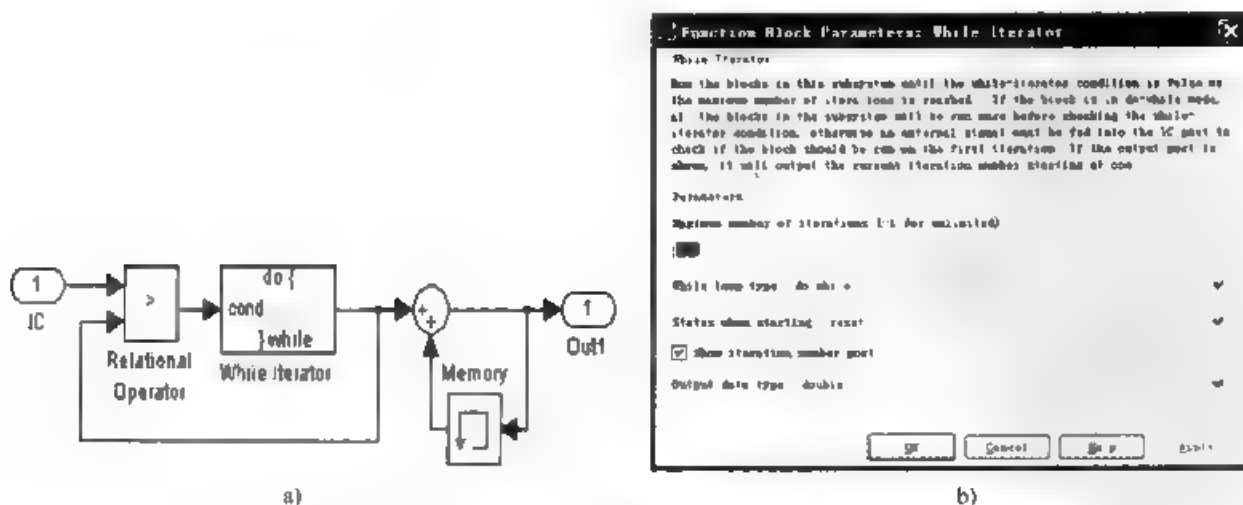 1
IC
>
Relational
Operator
do {
cond
} while
While Iterator
+
+
Memory
1
Out1
a)
Function Block Parameters: While Iterator
While Iterator
Run the blocks in this subsystem until the while-iterator condition is false or
the maximum number of iterations is reached. If the block is in do-while mode,
all the blocks in the subsystem will be run once before checking the while-
iterator condition, otherwise an external signal must be fed into the IC port to
check if the block should be run on the first iteration. If the output port is
shown, it will output the current iteration number starting at one
Parameters
Maximum number of iterations (-1 for unlimited)
While loop type do-while
States when starting reset
Show iteration number port
Output data type double
OK
Cancel
Help
Apply
b)